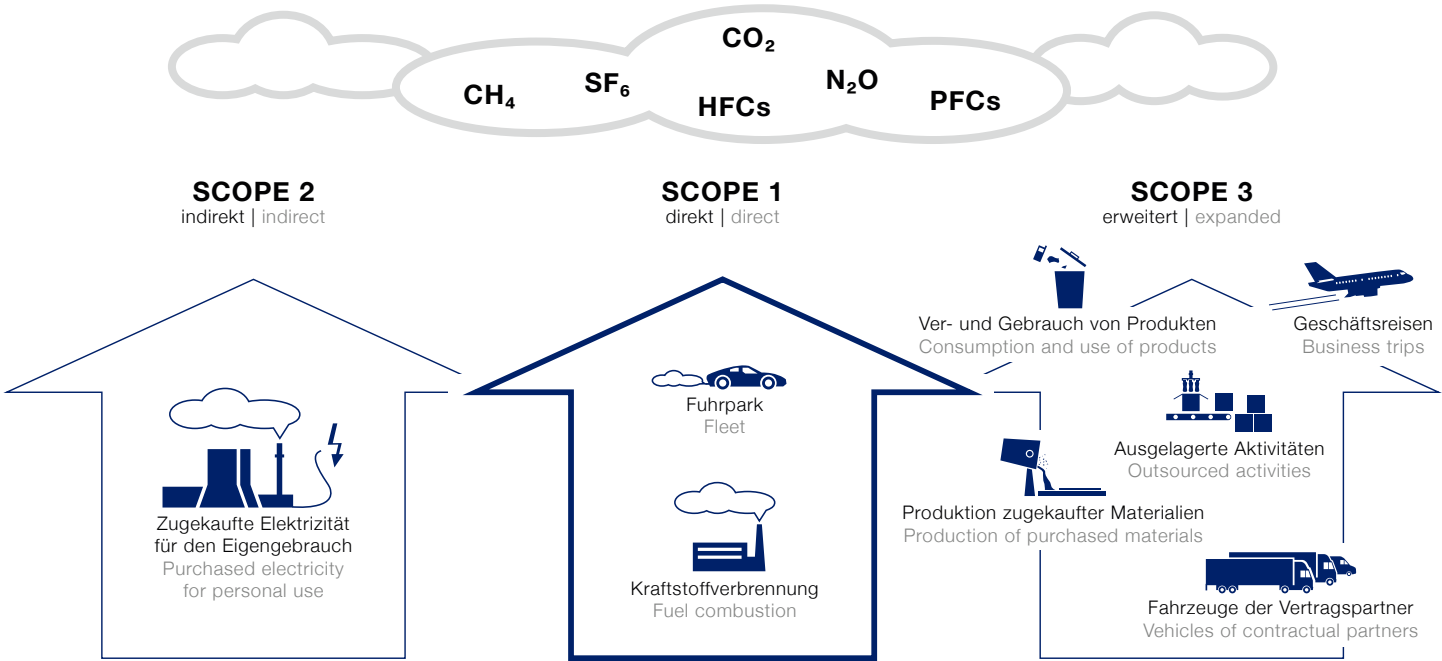 CO₂
CH₄
SF₆
HFCs
N₂O
PFCs
SCOPE 2
indirekt | indirect
Zugekaufte Elektrizität
für den Eigengebrauch
Purchased electricity
for personal use
SCOPE 1
direkt | direct
Fuhrpark
Fleet
Kraftstoffverbrennung
Fuel combustion
SCOPE 3
erweitert | expanded
Ver- und Gebrauch von Produkten
Consumption and use of products
Geschäftsreisen
Business trips
Ausgelagerte Aktivitäten
Outsourced activities
Produktion zugekaufter Materialien
Production of purchased materials
Fahrzeuge der Vertragspartner
Vehicles of contractual partners